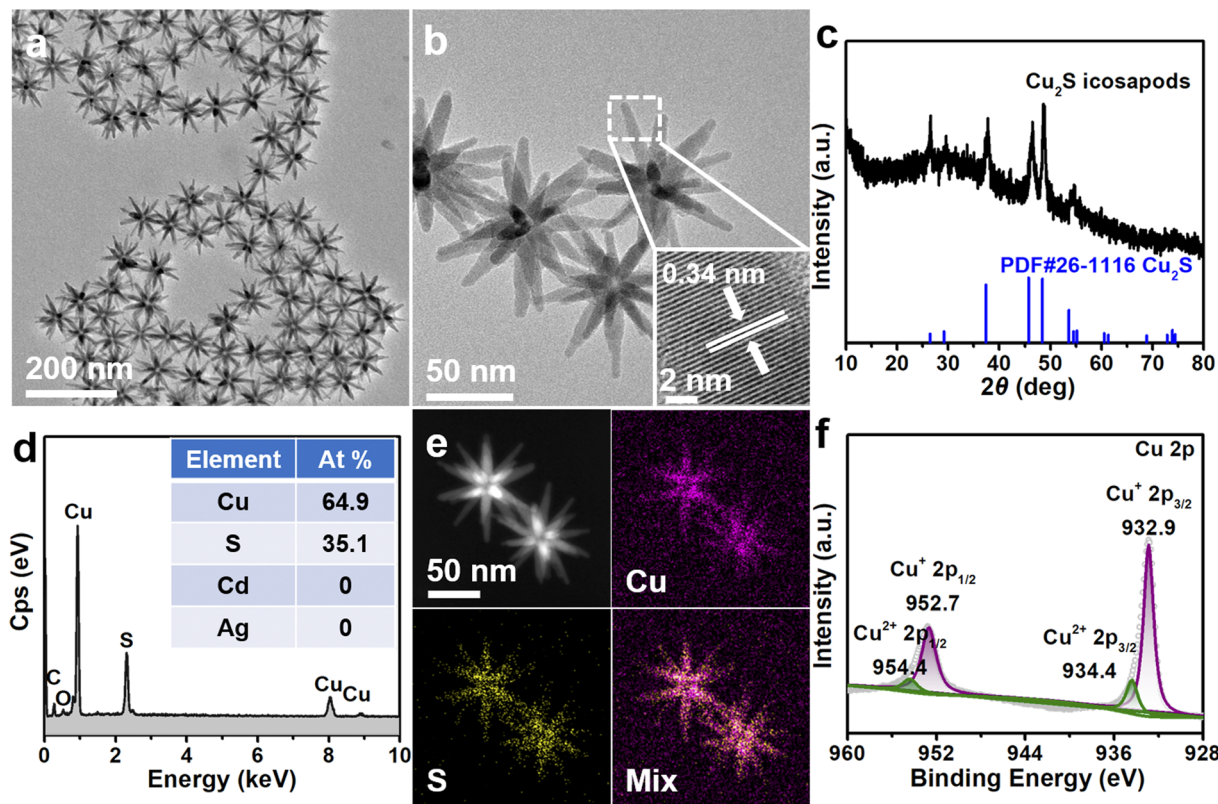 a
200 nm
b
0.34 nm
2 nm
50 nm
c
Cu₂S icosapods
PDF#26-1116 Cu₂S
Intensity (a.u.)
10 20 30 40 50 60 70 80
2θ (deg)
d
Element At %
Cu 64.9
S 35.1
Cd 0
Ag 0
Cu
S
C
O
Cu
Cu
Cps (eV)
0 2 4 6 8 10
Energy (keV)
e
50 nm
Cu
S
Mix
f
Cu 2p
Cu⁺ 2p₃/₂
932.9
Cu⁺ 2p₁/₂
952.7
Cu²⁺ 2p₁/₂
954.4
Cu²⁺ 2p₃/₂
934.4
Intensity (a.u.)
960 952 944 936 928
Binding Energy (eV)